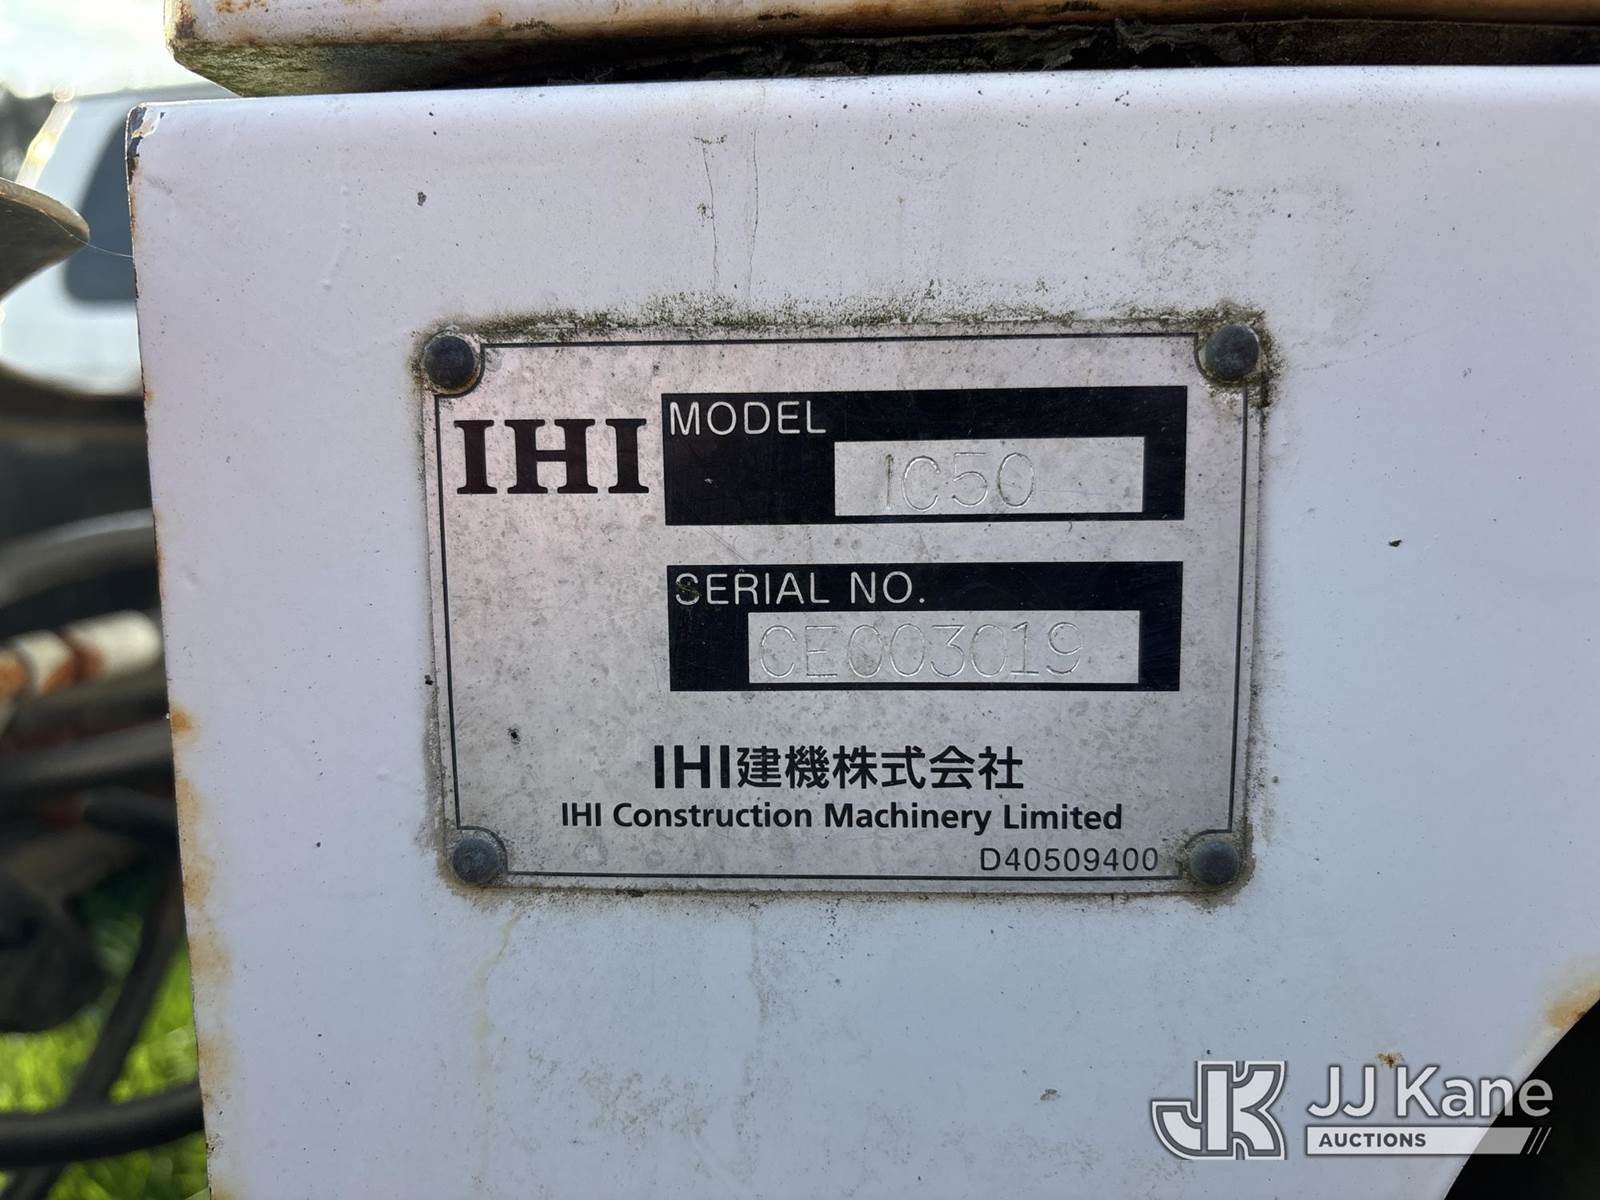 IHI
MODEL
IC50
SERIAL NO.
CE003019
IHI建機株式会社
IHI Construction Machinery Limited
D40509400
JK JJ Kane
AUCTIONS